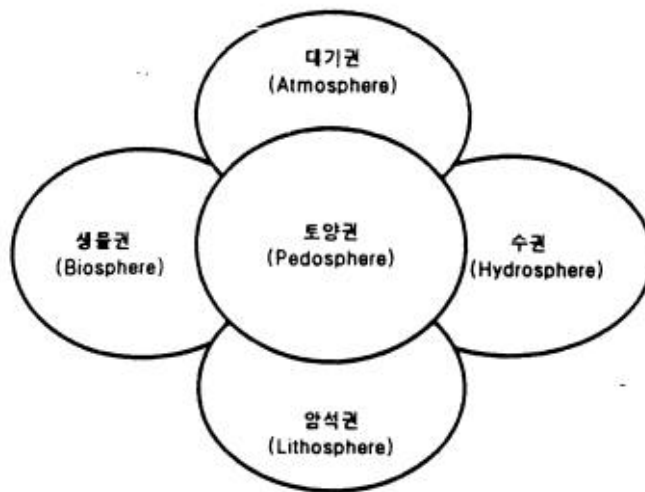 대기권
(Atmosphere)
생물권
(Biosphere)
토양권
(Pedosphere)
수권
(Hydrosphere)
암석권
(Lithosphere)